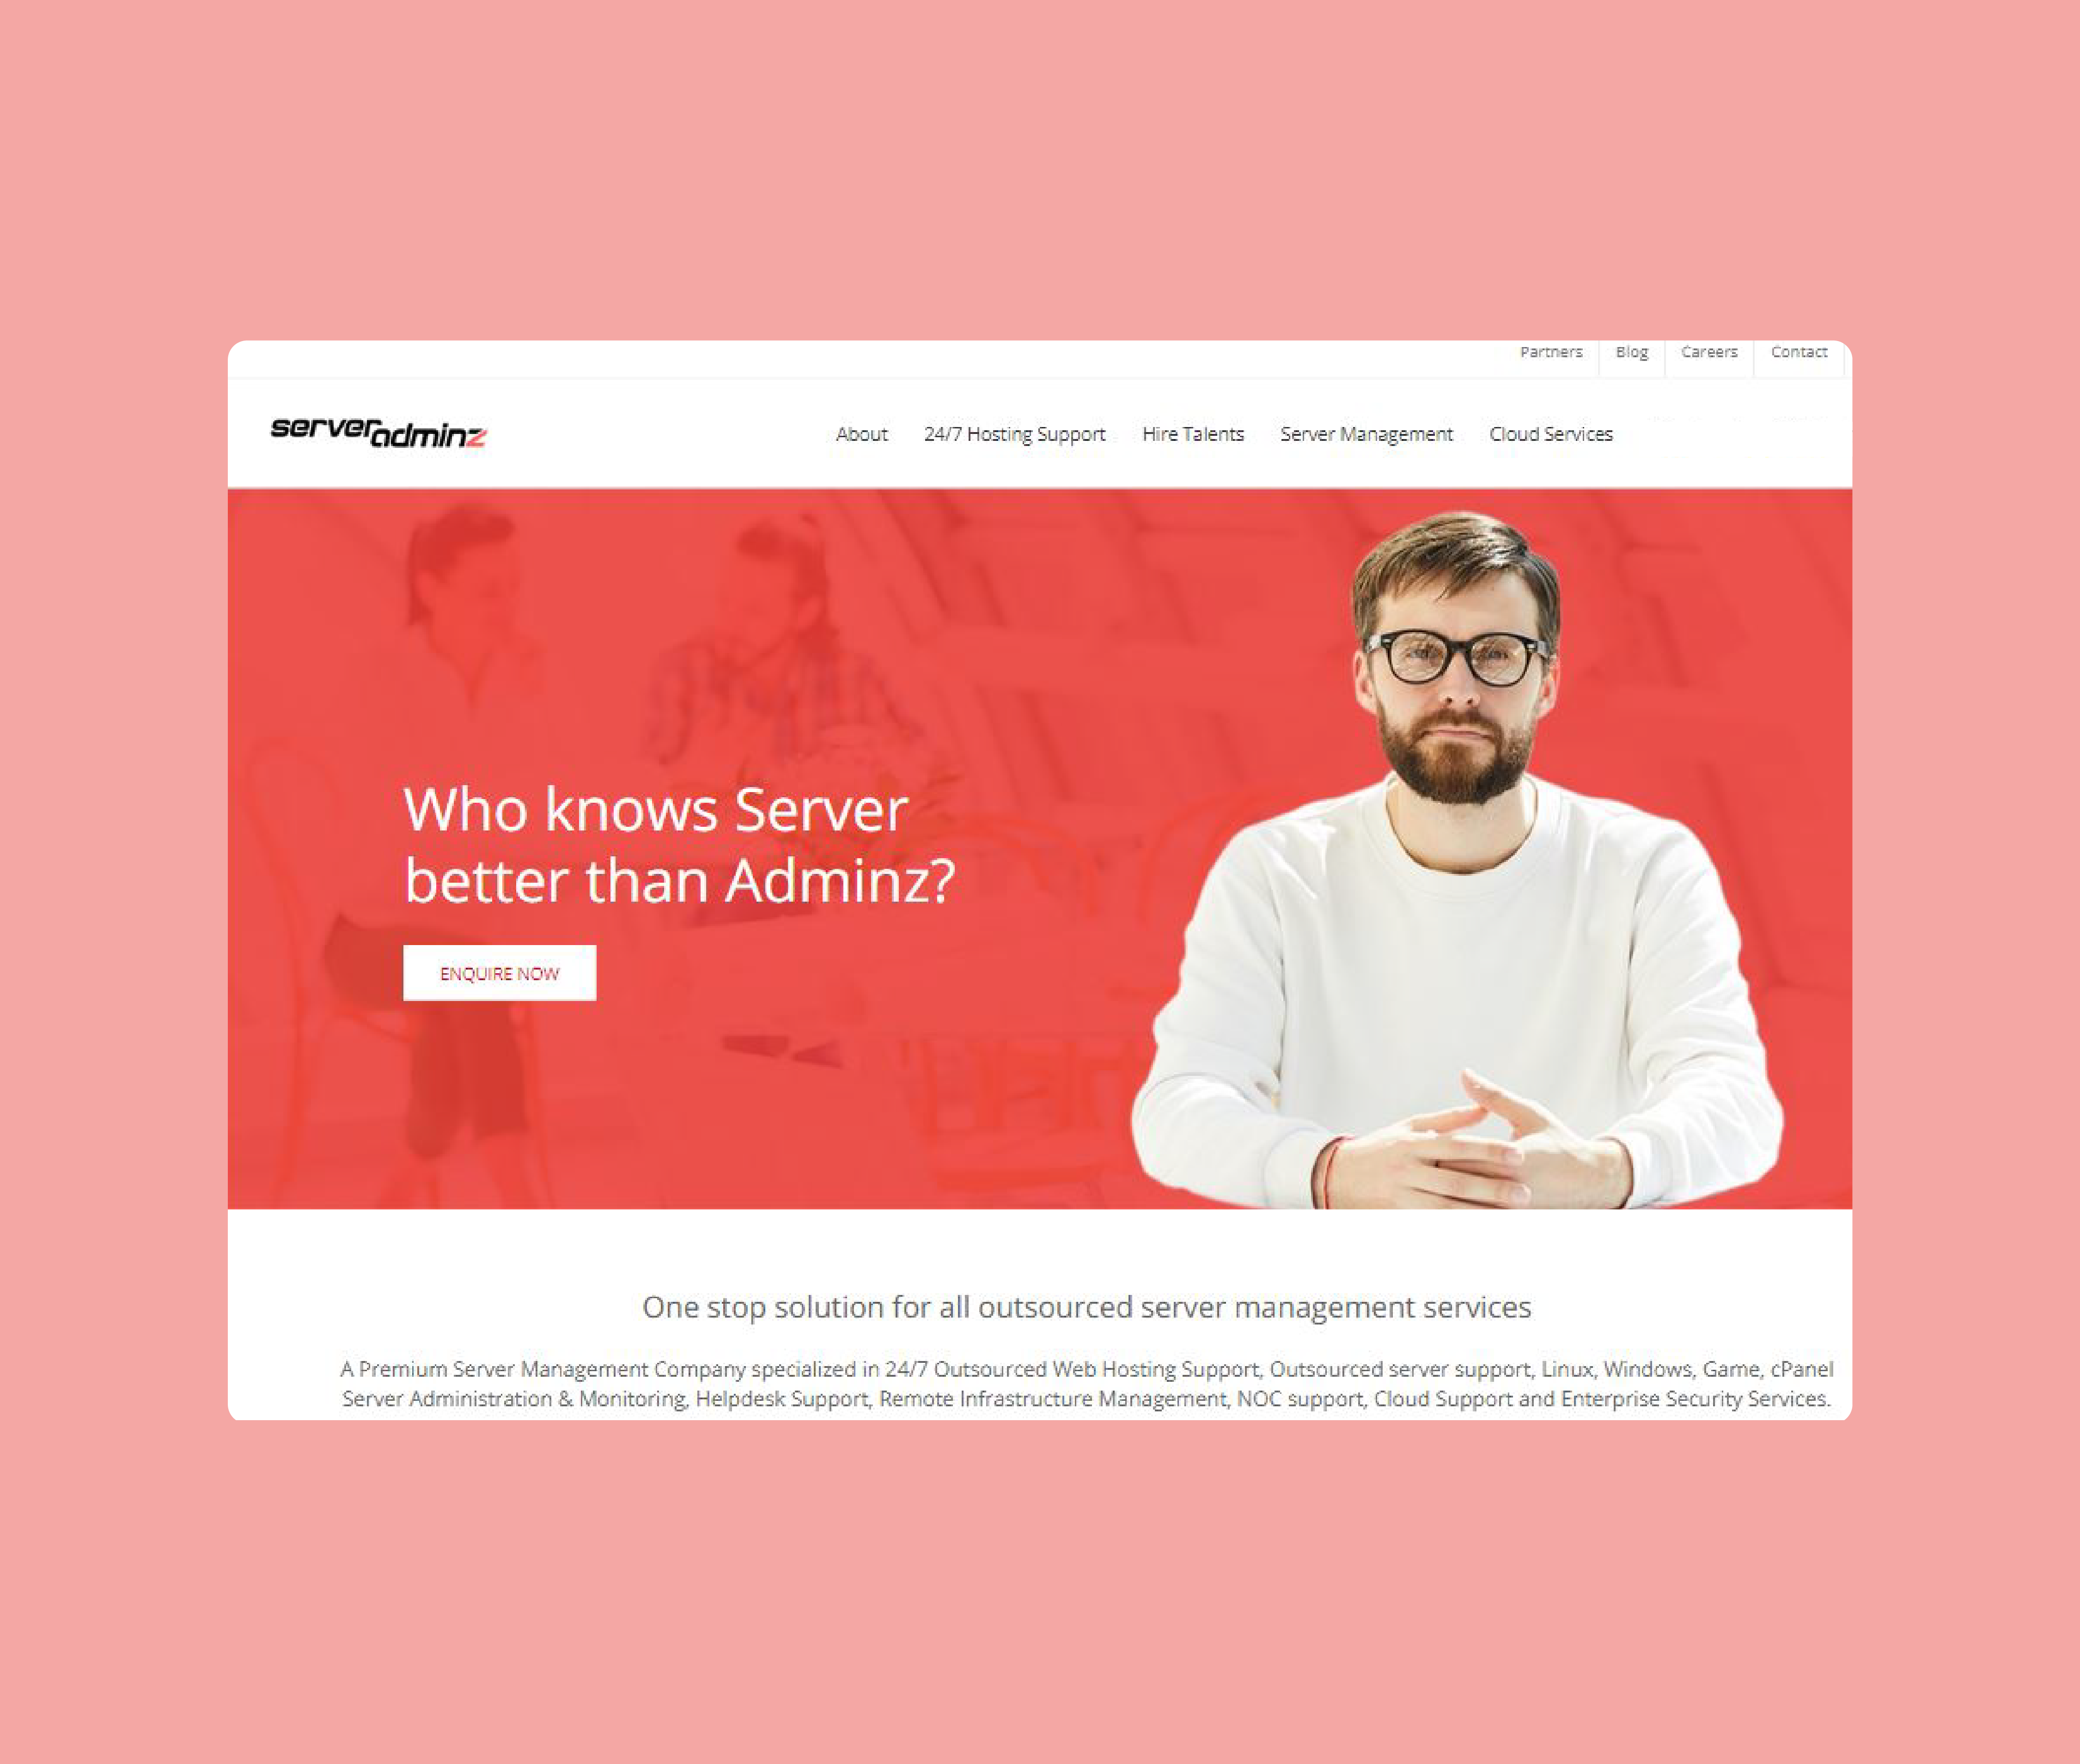 Partners Blog Careers Contact
serveradminz
About 24/7 Hosting Support Hire Talents Server Management Cloud Services
Who knows Server
better than Adminz?
ENQUIRE NOW
One stop solution for all outsourced server management services
A Premium Server Management Company specialized in 24/7 Outsourced Web Hosting Support, Outsourced server support, Linux, Windows, Game, cPanel
Server Administration & Monitoring, Helpdesk Support, Remote Infrastructure Management, NOC support, Cloud Support and Enterprise Security Services.